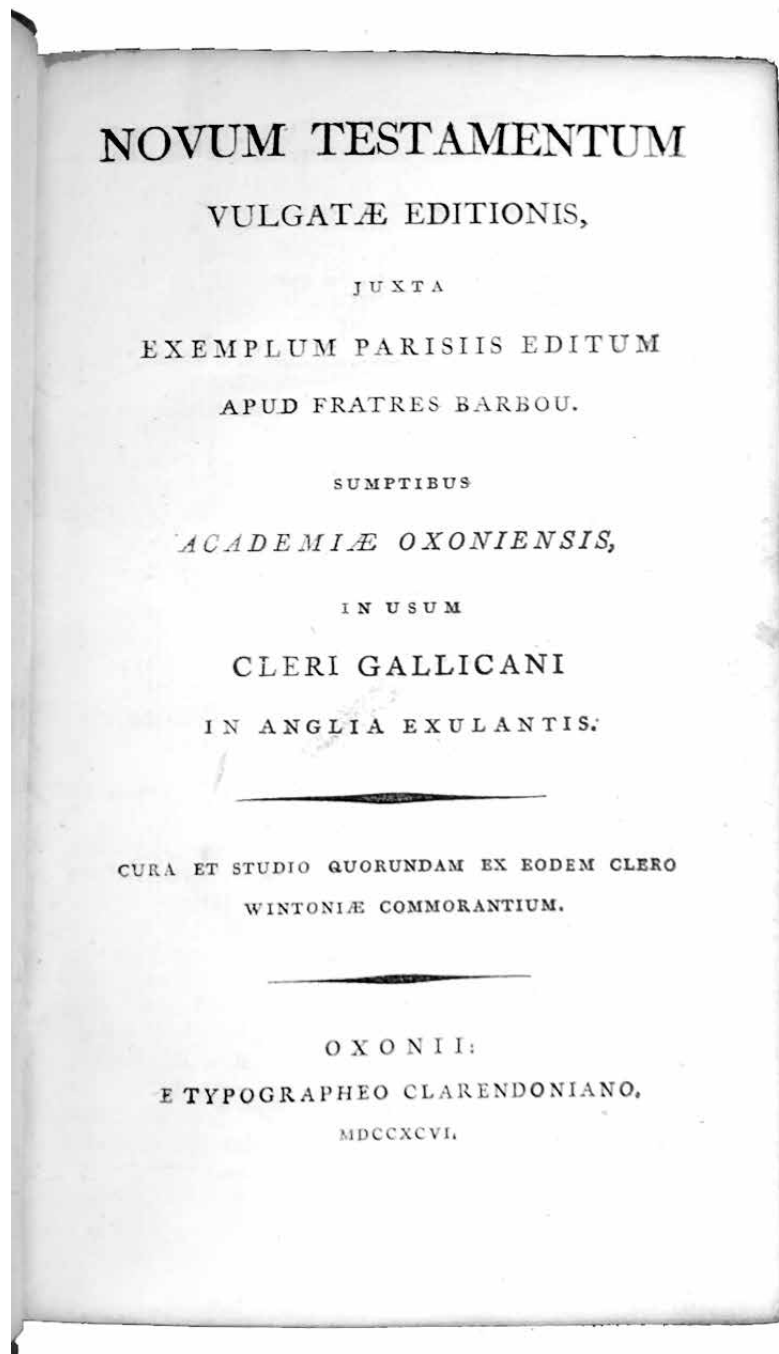 NOVUM TESTAMENTUM
VULGATÆ EDITIONIS,
JUXTA
EXEMPLUM PARISIIS EDITUM
APUD FRATRES BARBOU.
SUMPTIBUS
ACADEMIÆ OXONIENSIS,
IN USUM
CLERI GALLICANI
IN ANGLIA EXULANTIS.
CURA ET STUDIO QUORUNDAM EX EODEM CLERO
WINTONIÆ COMMORANTIUM.
OXONII:
E TYPOGRAPHEO CLARENDONIANO,
MDCCXCVI.